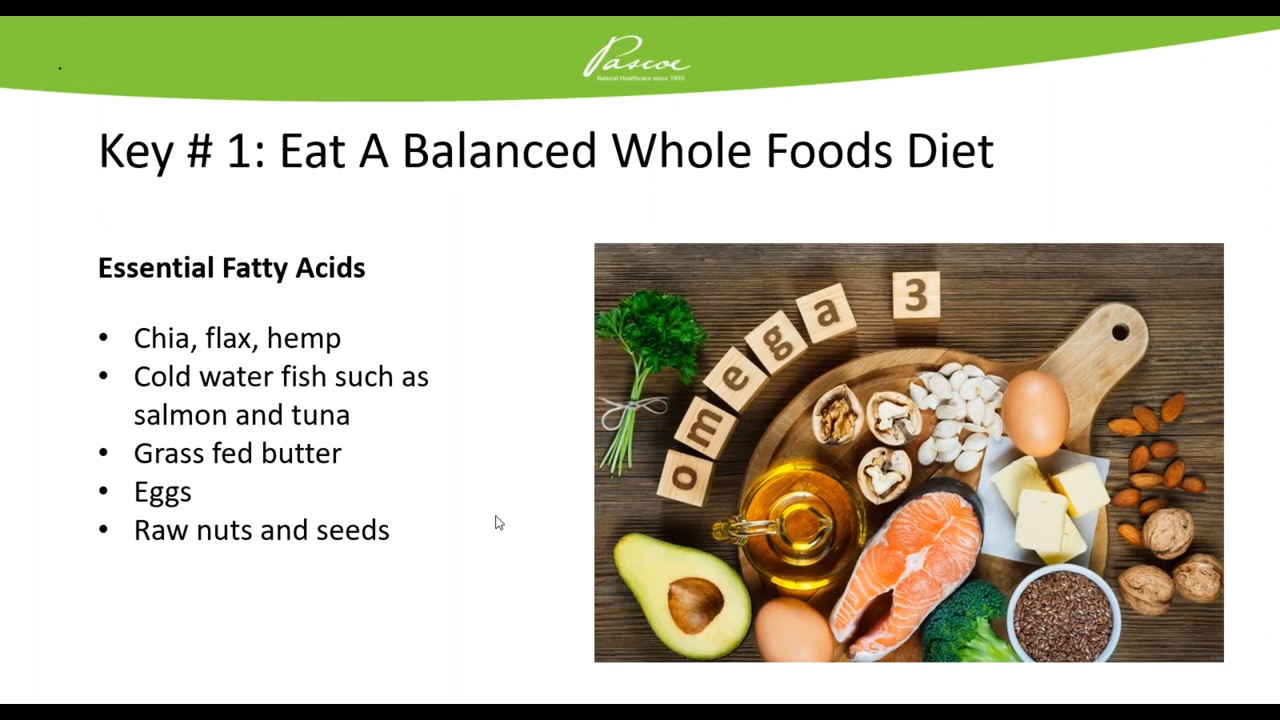 Pascoe
Natural Healthcare since 1895
Key # 1: Eat A Balanced Whole Foods Diet
Essential Fatty Acids
• Chia, flax, hemp
• Cold water fish such as
salmon and tuna
• Grass fed butter
• Eggs
• Raw nuts and seeds
omega 3